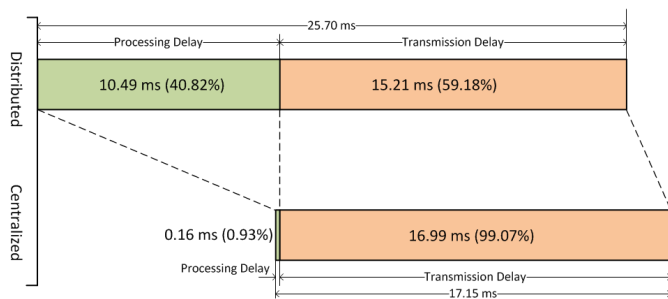 25.70 ms
Processing Delay
Transmission Delay
Distributed
10.49 ms (40.82%)
15.21 ms (59.18%)
Centralized
0.16 ms (0.93%)
16.99 ms (99.07%)
Processing Delay
Transmission Delay
17.15 ms